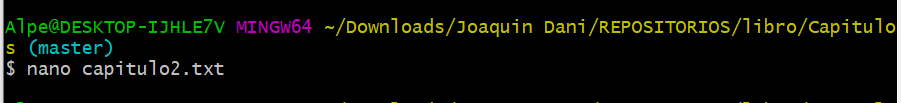 Alpe@DESKTOP-IJHLE7V MINGW64 ~/Downloads/Joaquin Dani/REPOSITORIOS/libro/Capitulo
s (master)
$ nano capitulo2.txt